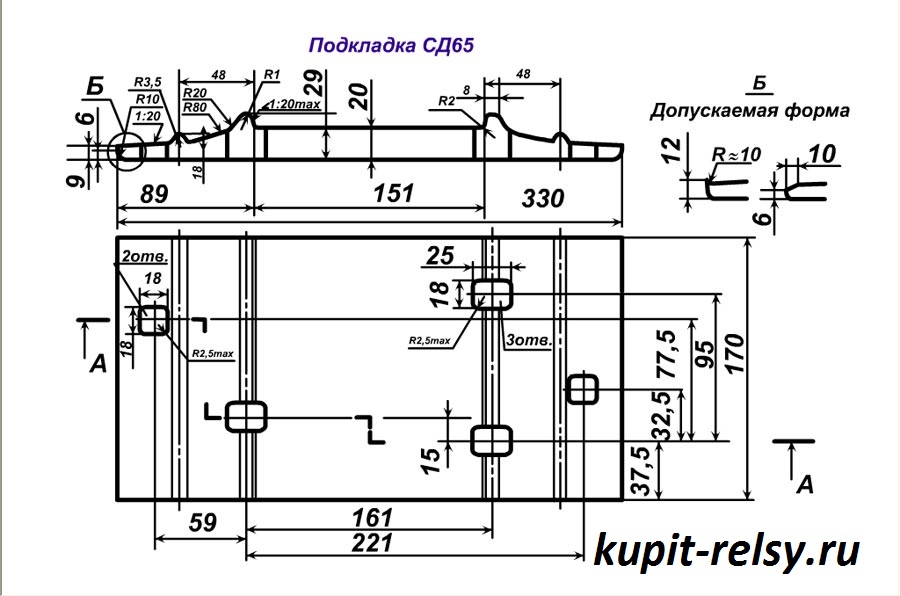 Подкладка СД65
48
R1
29
20
R3,5
R10
1:20
R20
R80
<1:20max
R2
8
48
Б
6
9
18
89
151
330
Б
Допускаемая форма
12
R≈10
10
6
2отв.
18
18
R2,5max
А
25
18
R2,5max
3отв.
77,5
95
170
32,5
37,5
15
А
59
161
221
kupit-relsy.ru